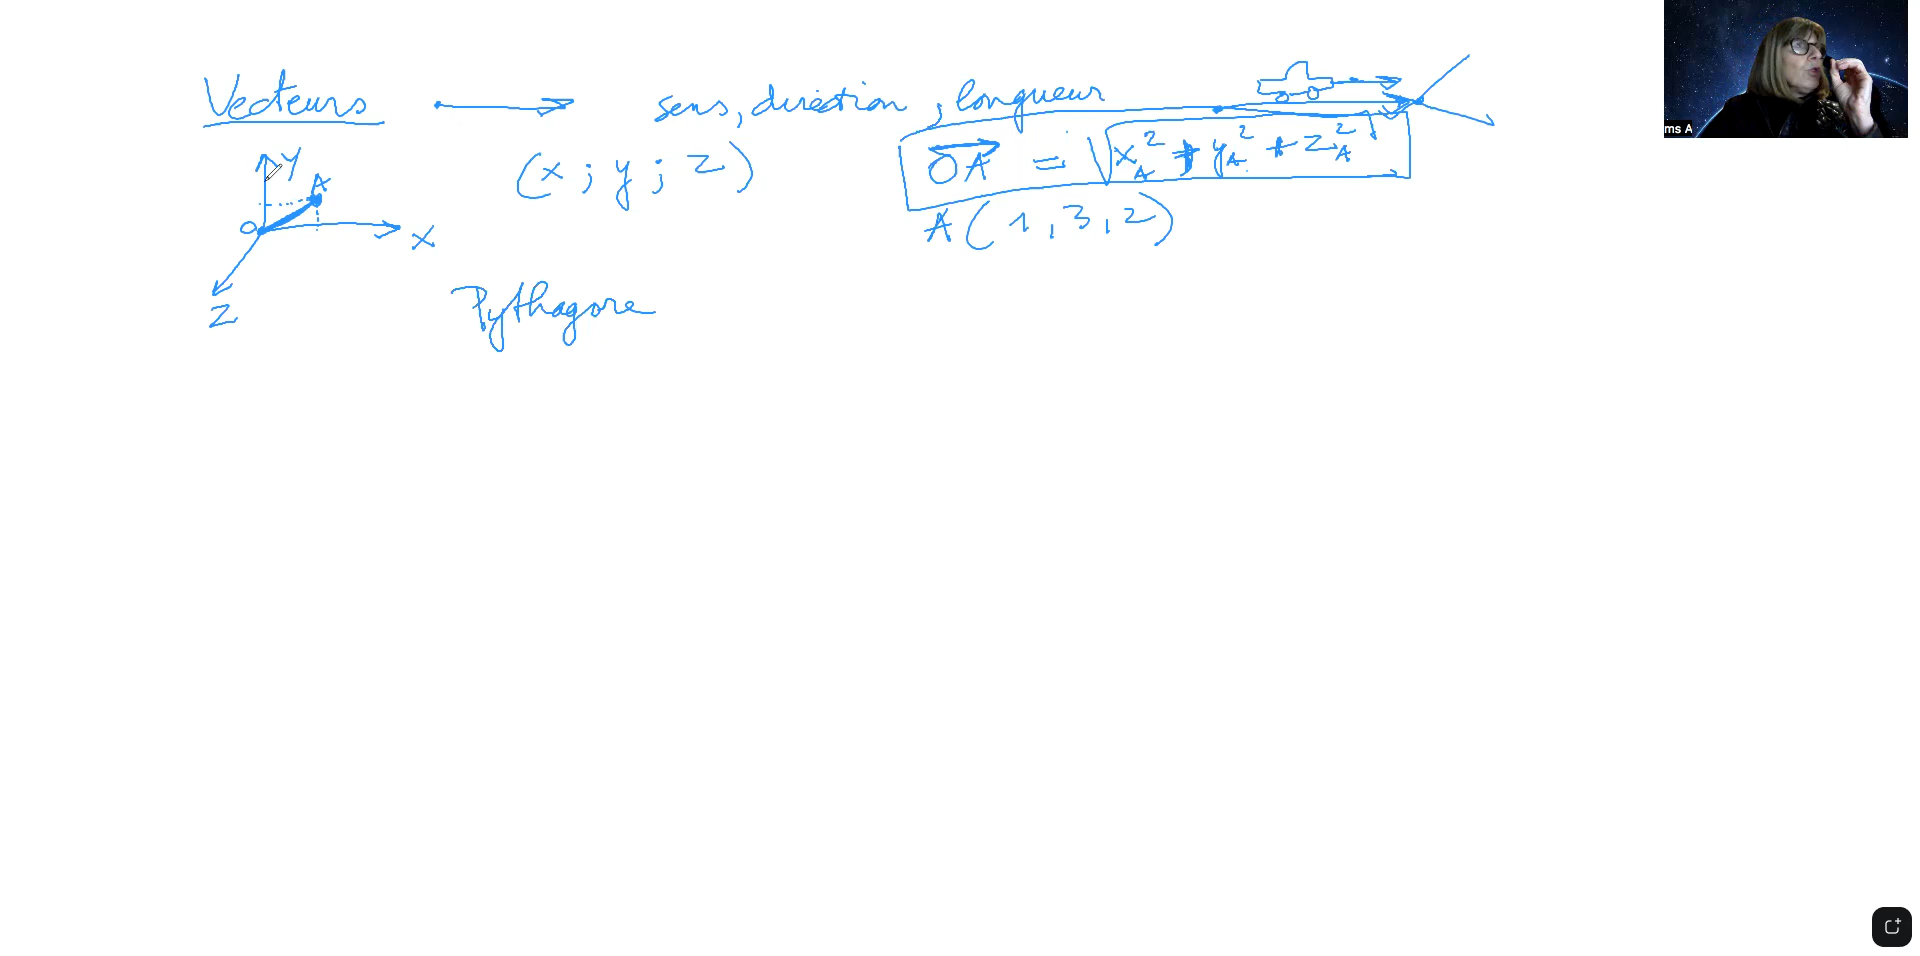 Vecteurs → sens, direction, longueur
(x ; y ; z)
OA⃗ = √(x_A² + y_A² + z_A²)
A (1, 3, 2)
Y
A
O
X
Z
Pythagore
ms A